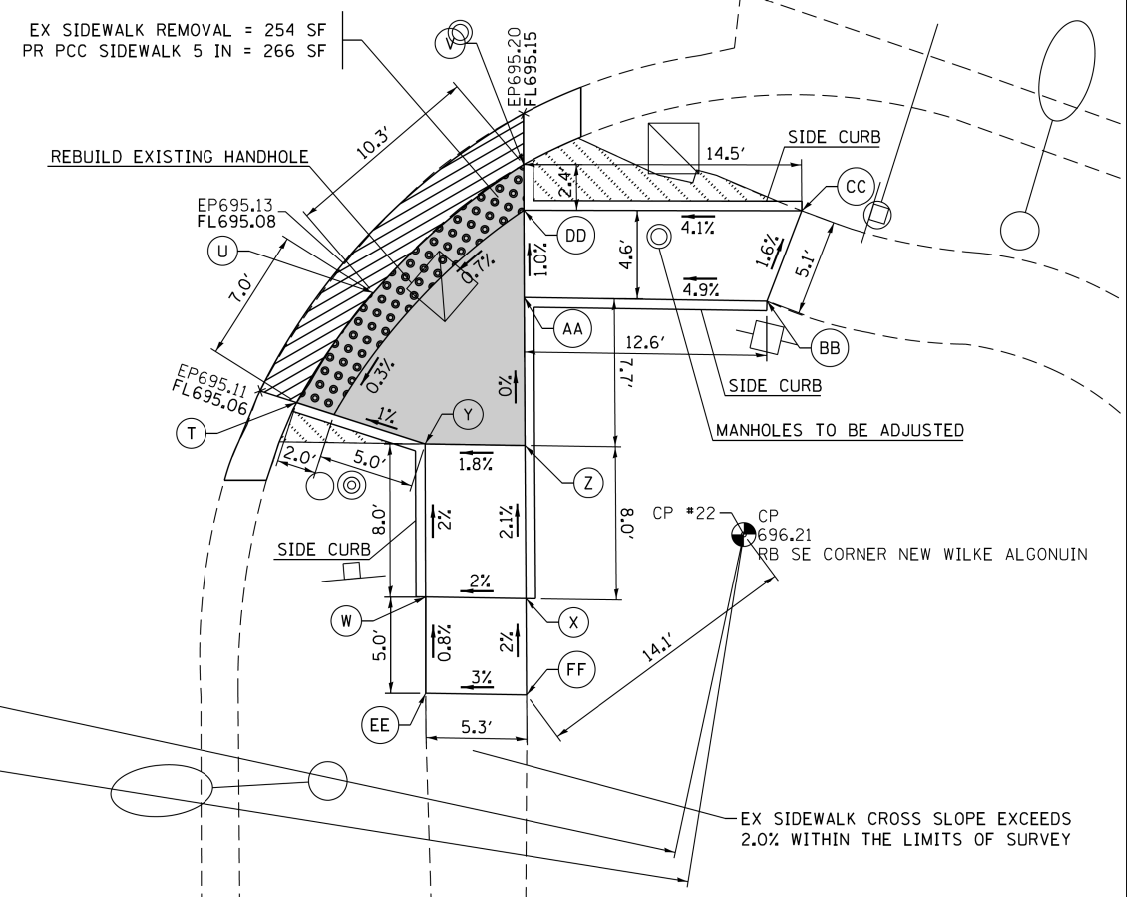 EX SIDEWALK REMOVAL = 254 SF
PR PCC SIDEWALK 5 IN = 266 SF
V
EP695.20
FL695.15
10.3'
REBUILD EXISTING HANDHOLE
SIDE CURB
14.5'
2.4'
CC
EP695.13
FL695.08
U
DD
4.1%
4.6'
1.0%
1.6%
5.1'
0.7%
4.9%
7.0'
AA
BB
12.6'
7.7'
0.3%
0%
SIDE CURB
EP695.11
FL695.06
T
1%
Y
MANHOLES TO BE ADJUSTED
2.0'
5.0'
1.8%
Z
8.0'
2%
2.1%
8.0'
CP #22
CP
696.21
RB SE CORNER NEW WILKE ALGONUIN
SIDE CURB
2%
W
X
5.0'
0.8%
2%
14.1'
3%
FF
EE
5.3'
EX SIDEWALK CROSS SLOPE EXCEEDS
2.0% WITHIN THE LIMITS OF SURVEY